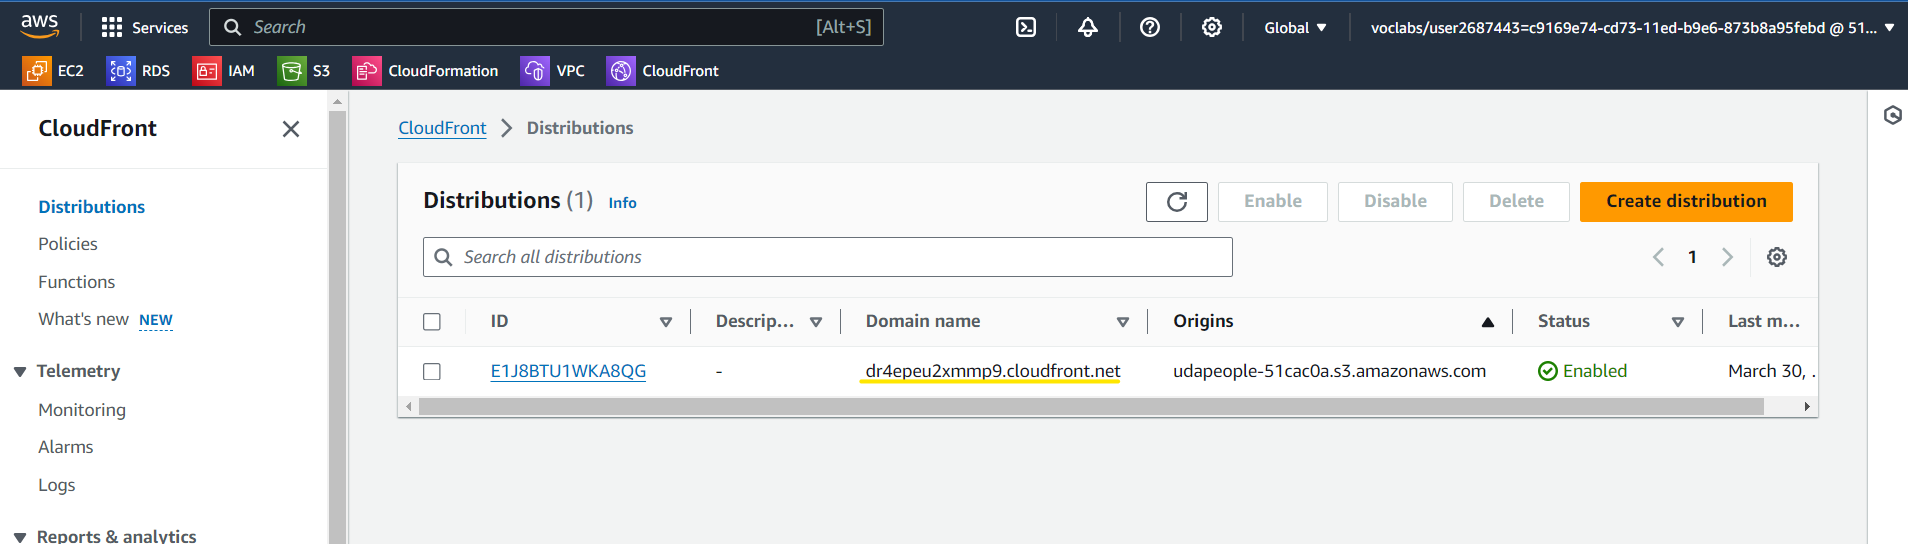 aws Services Search [Alt+S] Global voclabs/user2687443=c9169e74-cd73-11ed-b9e6-873b8a95febd @ 51...
EC2 RDS IAM S3 CloudFormation VPC CloudFront
CloudFront
Distributions
Policies
Functions
What's new NEW
Telemetry
Monitoring
Alarms
Logs
Reports & analytics
CloudFront Distributions
Distributions (1) Info Enable Disable Delete Create distribution
Search all distributions 1
ID Descrip... Domain name Origins Status Last m...
E1J8BTU1WKA8QG - dr4epeu2xmmp9.cloudfront.net udapeople-51cac0a.s3.amazonaws.com Enabled March 30, .